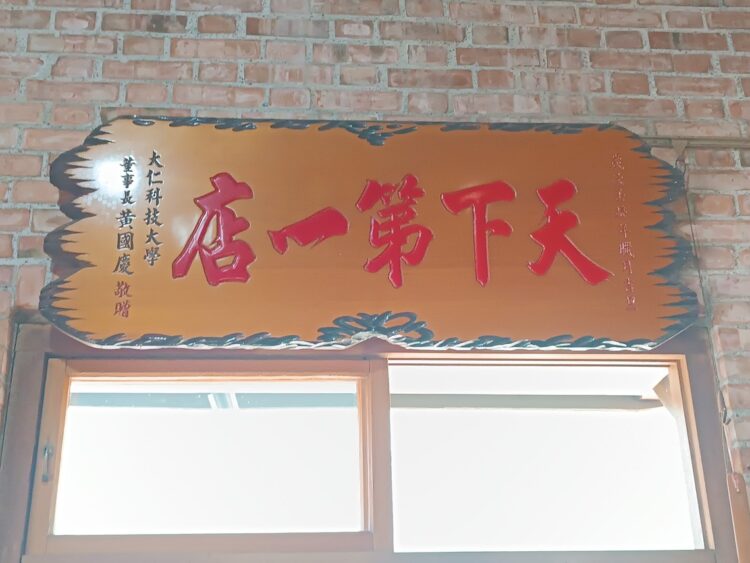 天下第一店
大仁科技大學
董事長黃國慶敬贈